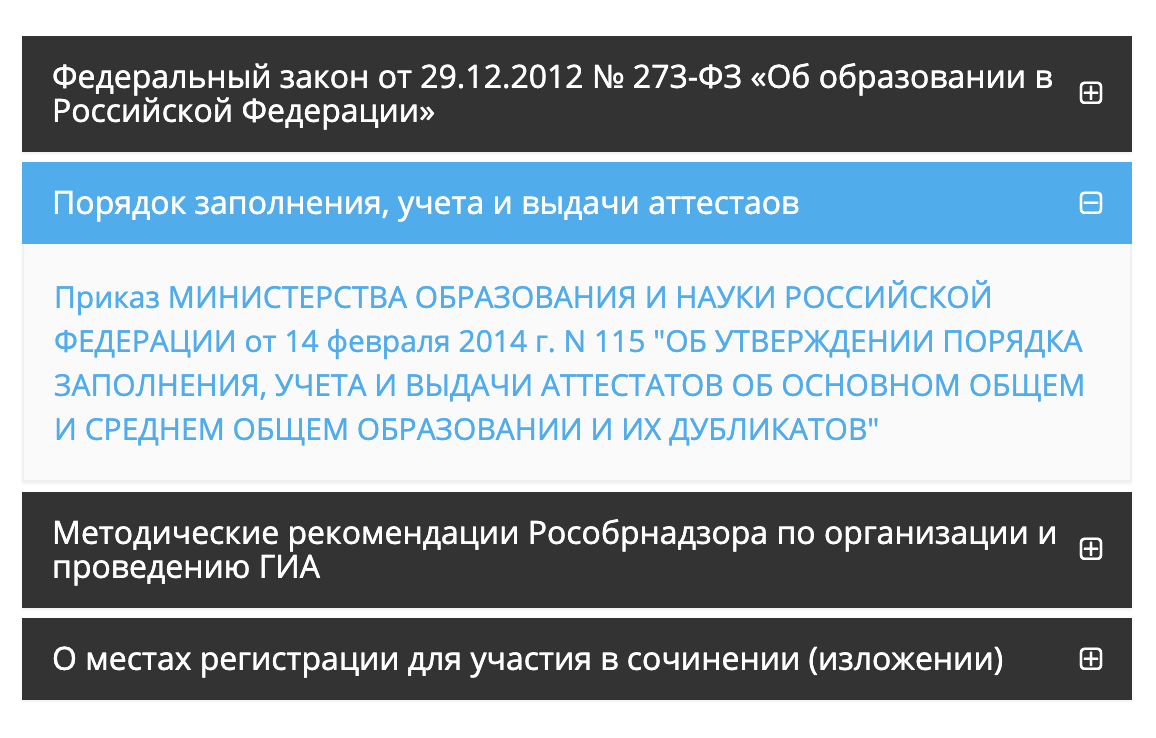 Федеральный закон от 29.12.2012 № 273-ФЗ «Об образовании в
Российской Федерации»
Порядок заполнения, учета и выдачи аттестаов
Приказ МИНИСТЕРСТВА ОБРАЗОВАНИЯ И НАУКИ РОССИЙСКОЙ
ФЕДЕРАЦИИ от 14 февраля 2014 г. N 115 "ОБ УТВЕРЖДЕНИИ ПОРЯДКА
ЗАПОЛНЕНИЯ, УЧЕТА И ВЫДАЧИ АТТЕСТАТОВ ОБ ОСНОВНОМ ОБЩЕМ
И СРЕДНЕМ ОБЩЕМ ОБРАЗОВАНИИ И ИХ ДУБЛИКАТОВ"
Методические рекомендации Рособрнадзора по организации и
проведению ГИА
О местах регистрации для участия в сочинении (изложении)